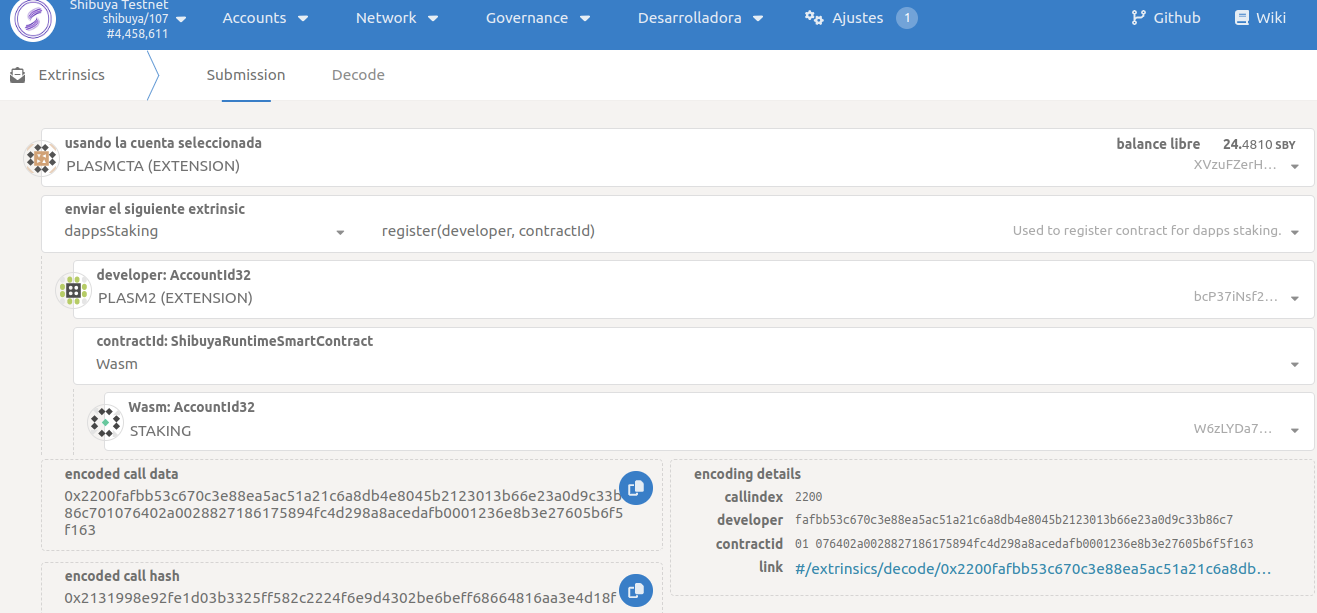 Shibuya Testnet
shibuya/107
#4,458,611
Accounts
Network
Governance
Desarrolladora
Ajustes
1
Github
Wiki
Extrinsics
Submission
Decode
usando la cuenta seleccionada
PLASMCTA (EXTENSION)
balance libre 24.4810 SBY
XVzuFZerH...
enviar el siguiente extrinsic
dappsStaking
register(developer, contractId)
Used to register contract for dapps staking.
developer: AccountId32
PLASM2 (EXTENSION)
bcP37iNsf2...
contractId: ShibuyaRuntimeSmartContract
Wasm
Wasm: AccountId32
STAKING
W6zLYDa7...
encoded call data
0x2200fafbb53c670c3e88ea5ac51a21c6a8db4e8045b2123013b66e23a0d9c33b
86c701076402a0028827186175894fc4d298a8acedafb0001236e8b3e27605b6f5
f163
encoding details
callindex 2200
developer fafbb53c670c3e88ea5ac51a21c6a8db4e8045b2123013b66e23a0d9c33b86c7
contractid 01 076402a0028827186175894fc4d298a8acedafb0001236e8b3e27605b6f5f163
link #/extrinsics/decode/0x2200fafbb53c670c3e88ea5ac51a21c6a8db...
encoded call hash
0x2131998e92fe1d03b3325ff582c2224f6e9d4302be6beff68664816aa3e4d18f